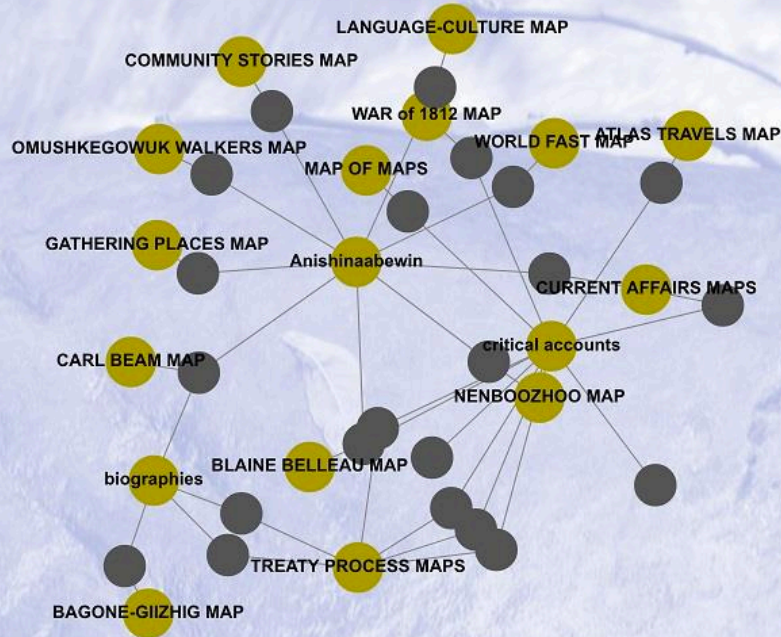 LANGUAGE-CULTURE MAP
COMMUNITY STORIES MAP
WAR of 1812 MAP
WORLD FAST MAP
ATLAS TRAVELS MAP
OMUSHKEGOWUK WALKERS MAP
MAP OF MAPS
GATHERING PLACES MAP
Anishinaabewin
CURRENT AFFAIRS MAPS
critical accounts
CARL BEAM MAP
NENBOOZHOO MAP
BLAINE BELLEAU MAP
biographies
TREATY PROCESS MAPS
BAGONE-GIIZHIG MAP